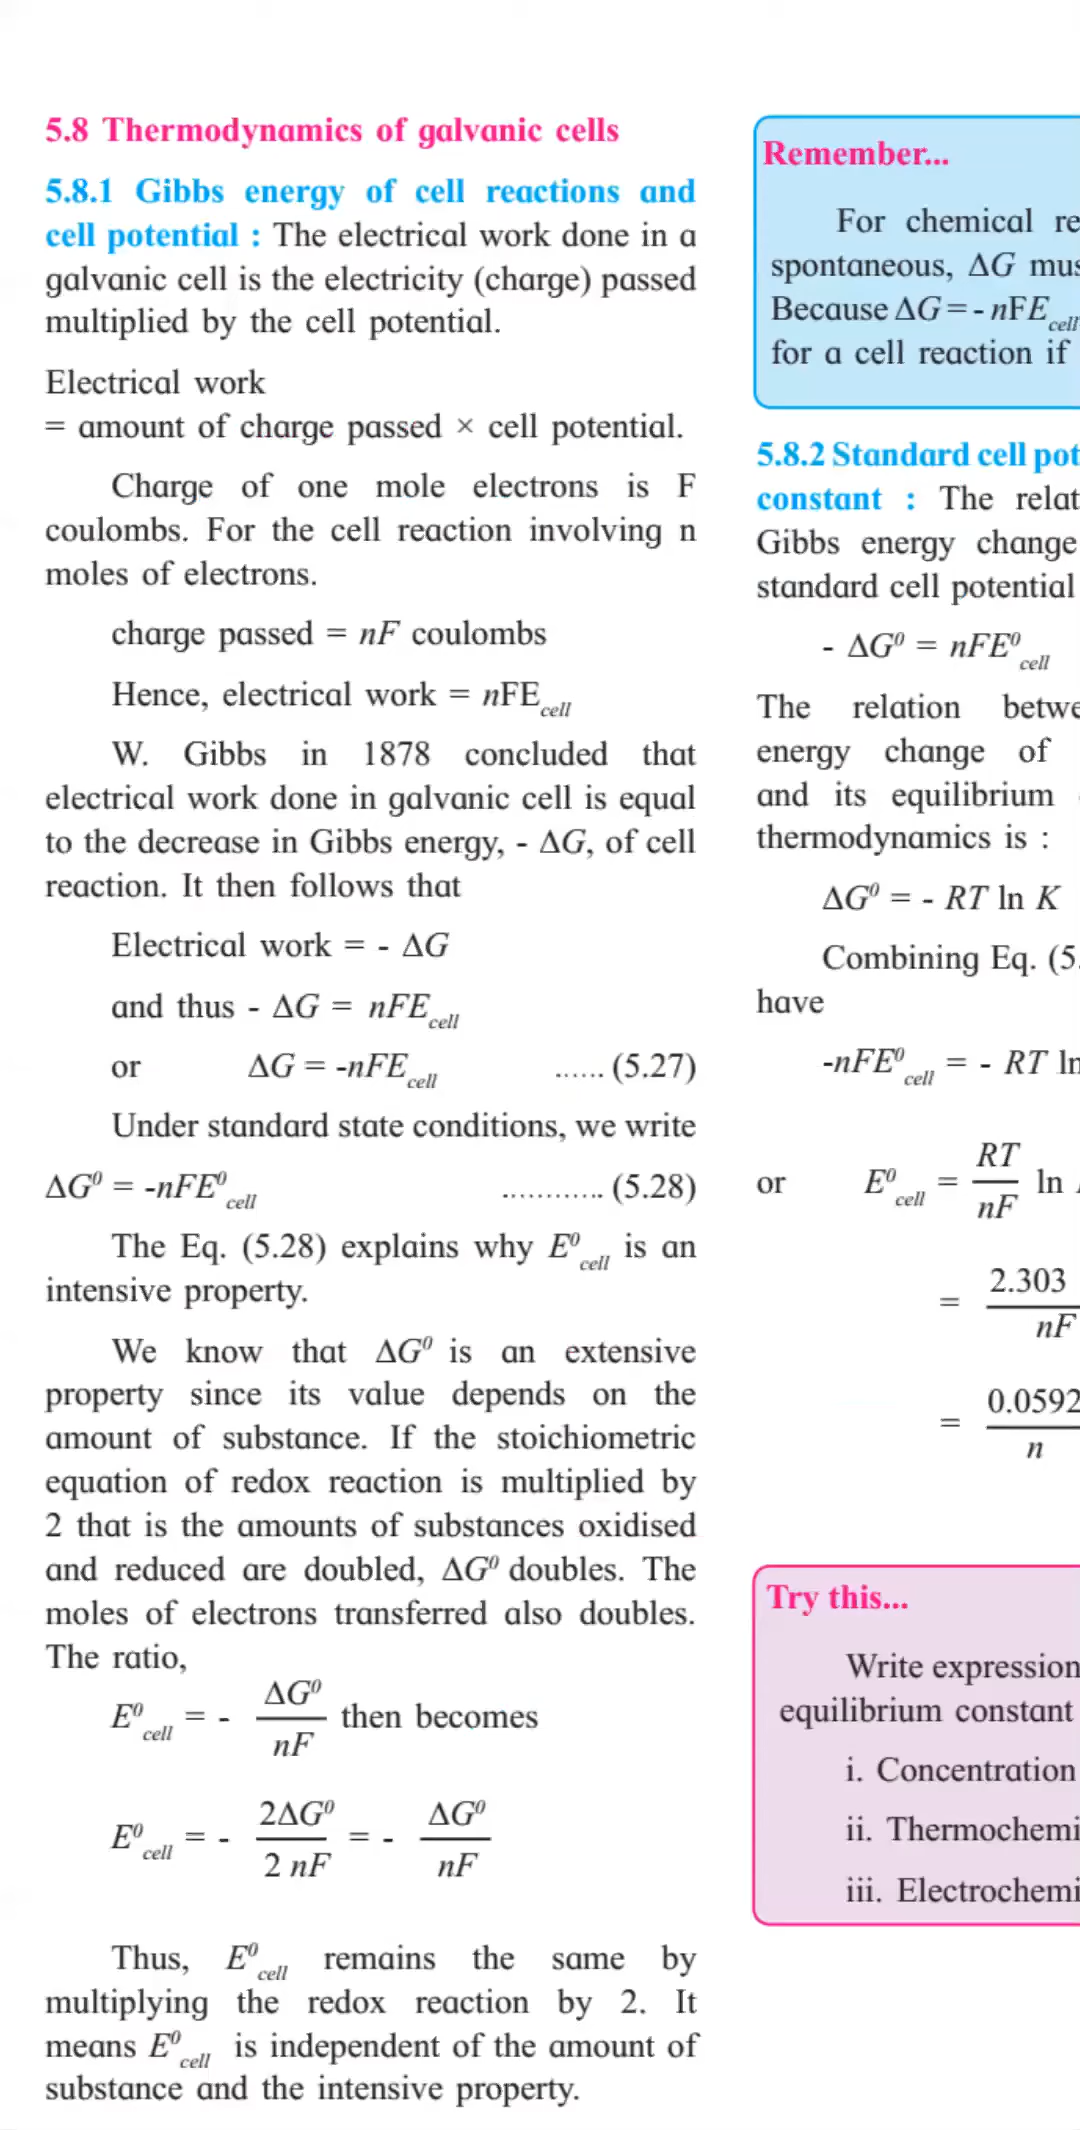 5.8 Thermodynamics of galvanic cells
5.8.1 Gibbs energy of cell reactions and
cell potential : The electrical work done in a
galvanic cell is the electricity (charge) passed
multiplied by the cell potential.
Electrical work
= amount of charge passed × cell potential.
Charge of one mole electrons is F
coulombs. For the cell reaction involving n
moles of electrons.
charge passed = nF coulombs
Hence, electrical work = nFE_cell
W. Gibbs in 1878 concluded that
electrical work done in galvanic cell is equal
to the decrease in Gibbs energy, - ΔG, of cell
reaction. It then follows that
Electrical work = - ΔG
and thus - ΔG = nFE_cell
or ΔG = -nFE_cell ...... (5.27)
Under standard state conditions, we write
ΔG⁰ = -nFE⁰_cell ............ (5.28)
The Eq. (5.28) explains why E⁰_cell is an
intensive property.
We know that ΔG⁰ is an extensive
property since its value depends on the
amount of substance. If the stoichiometric
equation of redox reaction is multiplied by
2 that is the amounts of substances oxidised
and reduced are doubled, ΔG⁰ doubles. The
moles of electrons transferred also doubles.
The ratio,
E⁰_cell = - ΔG⁰/nF then becomes
E⁰_cell = - 2ΔG⁰/2 nF = - ΔG⁰/nF
Thus, E⁰_cell remains the same by
multiplying the redox reaction by 2. It
means E⁰_cell is independent of the amount of
substance and the intensive property.
Remember...
For chemical
spontaneous, ΔG
Because ΔG = - nFE_cell
for a cell reaction if
5.8.2 Standard cell
constant : The
Gibbs energy change
standard cell potential
- ΔG⁰ = nFE⁰_cell
The relation
energy change of
and its equilibrium
thermodynamics is :
ΔG⁰ = - RT ln K
Combining Eq. (5.
have
-nFE⁰_cell = - RT
or E⁰_cell = RT/nF ln
= 2.303/nF
= 0.0592/n
Try this...
Write expression
equilibrium constant
i. Concentration
ii.
iii.